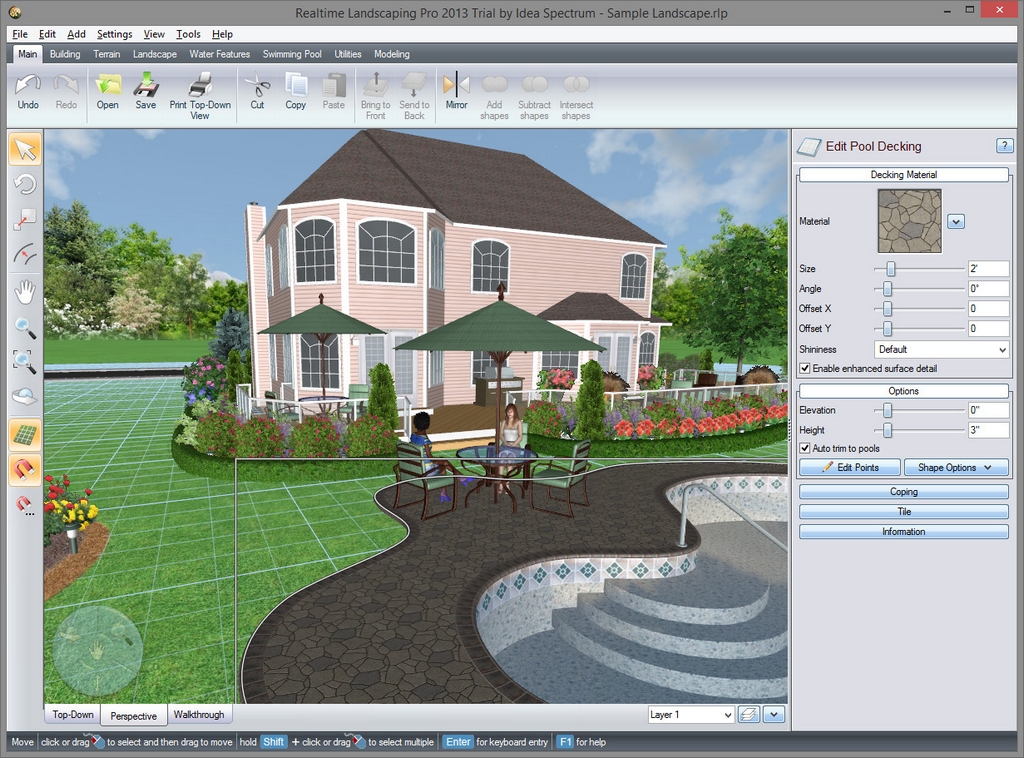 Realtime Landscaping Pro 2013 Trial by Idea Spectrum - Sample Landscape.rlp
File Edit Add Settings View Tools Help
Main Building Terrain Landscape Water Features Swimming Pool Utilities Modeling
Undo Redo Open Save Print Top-Down View Cut Copy Paste Bring to Front Send to Back Mirror Add shapes Subtract shapes Intersect shapes
Edit Pool Decking ?
Decking Material
Material
Size 2'
Angle 0°
Offset X 0
Offset Y 0
Shininess Default
Enable enhanced surface detail
Options
Elevation 0"
Height 3"
Auto trim to pools
Edit Points Shape Options
Coping
Tile
Information
Top-Down Perspective Walkthrough Layer 1
Move click or drag to select and then drag to move hold Shift + click or drag to select multiple Enter for keyboard entry F1 for help